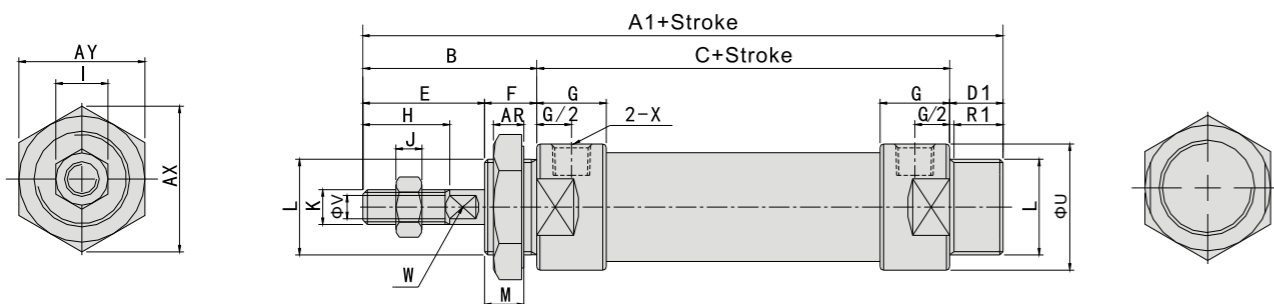 A1+Stroke
AY
B
C+Stroke
I
E
F
G
G
D1
H
AR
G/2
2-X
G/2
R1
J
AX
L
K
ΦV
L
ΦU
W
M